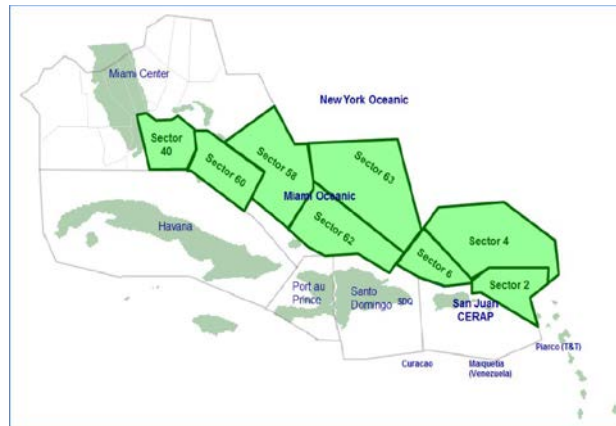 Miami Center
New York Oceanic
Sector
40
Sector 60
Sector 58
Sector 63
Miami Oceanic
Sector 62
Sector 4
Sector 6
Sector 2
Havana
Port au
Prince
Santo
Domingo
SDQ
San Juan
CERAP
Curacao
Maiquetia
(Venezuela)
Piarco (T&T)